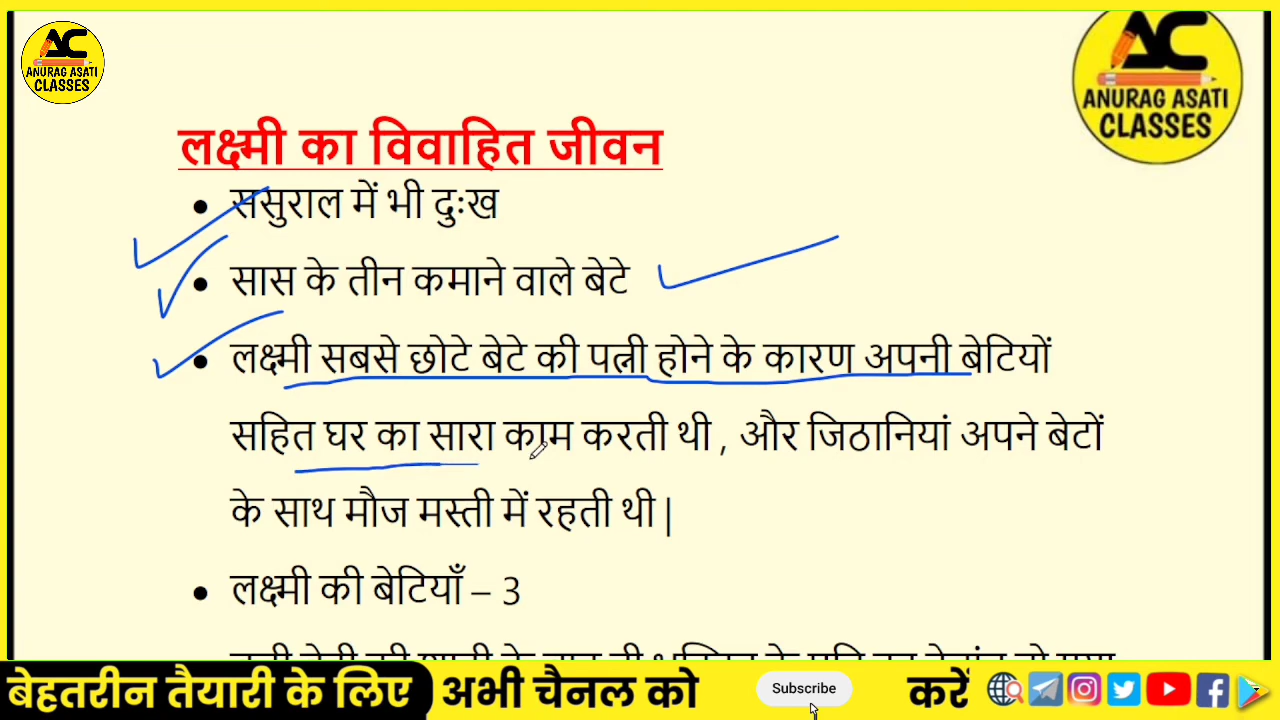 AC
ANURAG ASATI
CLASSES
AC
ANURAG ASATI
CLASSES
लक्ष्मी का विवाहित जीवन
• ससुराल में भी दुःख
• सास के तीन कमाने वाले बेटे
• लक्ष्मी सबसे छोटे बेटे की पत्नी होने के कारण अपनी बेटियों
सहित घर का सारा काम करती थी , और जिठानियां अपने बेटों
के साथ मौज मस्ती में रहती थी |
• लक्ष्मी की बेटियाँ – 3
बेहतरीन तैयारी के लिए अभी चैनल को Subscribe करें